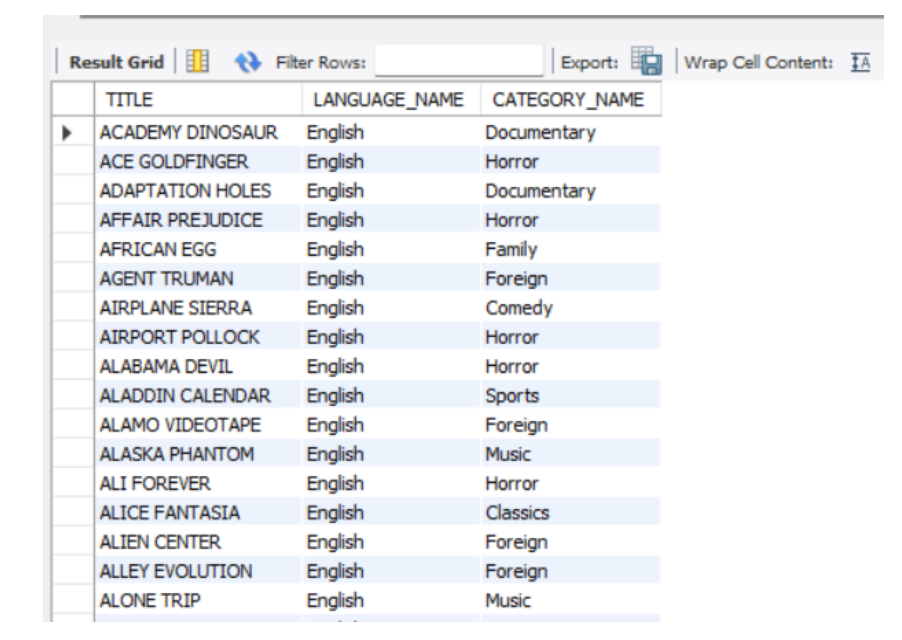 Result Grid Filter Rows: Export: Wrap Cell Content: IA
TITLE LANGUAGE_NAME CATEGORY_NAME
ACADEMY DINOSAUR English Documentary
ACE GOLDFINGER English Horror
ADAPTATION HOLES English Documentary
AFFAIR PREJUDICE English Horror
AFRICAN EGG English Family
AGENT TRUMAN English Foreign
AIRPLANE SIERRA English Comedy
AIRPORT POLLOCK English Horror
ALABAMA DEVIL English Horror
ALADDIN CALENDAR English Sports
ALAMO VIDEOTAPE English Foreign
ALASKA PHANTOM English Music
ALI FOREVER English Horror
ALICE FANTASIA English Classics
ALIEN CENTER English Foreign
ALLEY EVOLUTION English Foreign
ALONE TRIP English Music